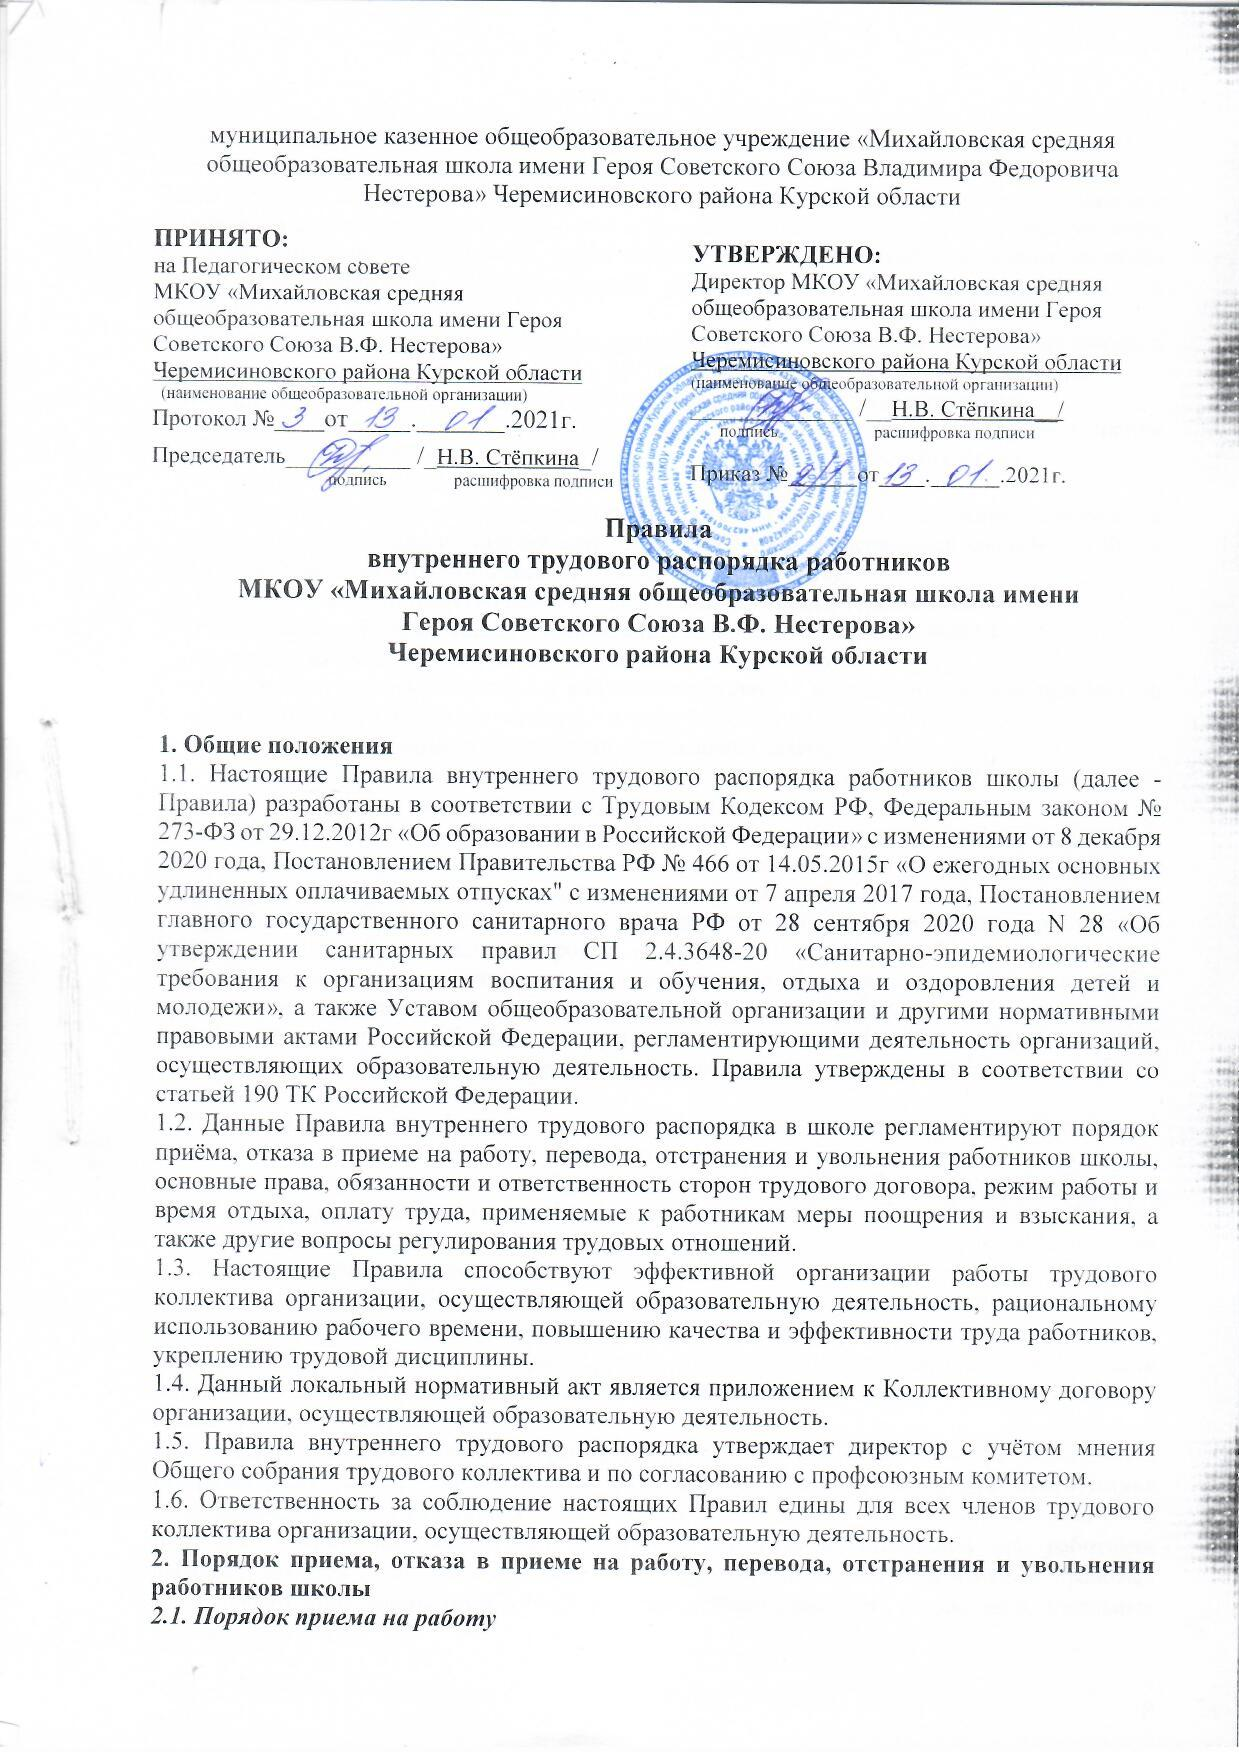 муниципальное казенное общеобразовательное учреждение «Михайловская средняя
общеобразовательная школа имени Героя Советского Союза Владимира Федоровича
Нестерова» Черемисиновского района Курской области
ПРИНЯТО:
на Педагогическом совете
МКОУ «Михайловская средняя
общеобразовательная школа имени Героя
Советского Союза В.Ф. Нестерова»
Черемисиновского района Курской области
(наименование общеобразовательной организации)
Протокол № 3 от 13 . 01 .2021г.
Председатель____________ /_Н.В. Стёпкина_/
подпись расшифровка подписи
УТВЕРЖДЕНО:
Директор МКОУ «Михайловская средняя
общеобразовательная школа имени Героя
Советского Союза В.Ф. Нестерова»
Черемисиновского района Курской области
(наименование общеобразовательной организации)
/__Н.В. Стёпкина__/
подпись расшифровка подписи
Приказ № 2/1 от 13 . 01 .2021г.
Правила
внутреннего трудового распорядка работников
МКОУ «Михайловская средняя общеобразовательная школа имени
Героя Советского Союза В.Ф. Нестерова»
Черемисиновского района Курской области
1. Общие положения
1.1. Настоящие Правила внутреннего трудового распорядка работников школы (далее -
Правила) разработаны в соответствии с Трудовым Кодексом РФ, Федеральным законом №
273-ФЗ от 29.12.2012г «Об образовании в Российской Федерации» с изменениями от 8 декабря
2020 года, Постановлением Правительства РФ № 466 от 14.05.2015г «О ежегодных основных
удлиненных оплачиваемых отпусках" с изменениями от 7 апреля 2017 года, Постановлением
главного государственного санитарного врача РФ от 28 сентября 2020 года N 28 «Об
утверждении санитарных правил СП 2.4.3648-20 «Санитарно-эпидемиологические
требования к организациям воспитания и обучения, отдыха и оздоровления детей и
молодежи», а также Уставом общеобразовательной организации и другими нормативными
правовыми актами Российской Федерации, регламентирующими деятельность организаций,
осуществляющих образовательную деятельность. Правила утверждены в соответствии со
статьей 190 ТК Российской Федерации.
1.2. Данные Правила внутреннего трудового распорядка в школе регламентируют порядок
приёма, отказа в приеме на работу, перевода, отстранения и увольнения работников школы,
основные права, обязанности и ответственность сторон трудового договора, режим работы и
время отдыха, оплату труда, применяемые к работникам меры поощрения и взыскания, а
также другие вопросы регулирования трудовых отношений.
1.3. Настоящие Правила способствуют эффективной организации работы трудового
коллектива организации, осуществляющей образовательную деятельность, рациональному
использованию рабочего времени, повышению качества и эффективности труда работников,
укреплению трудовой дисциплины.
1.4. Данный локальный нормативный акт является приложением к Коллективному договору
организации, осуществляющей образовательную деятельность.
1.5. Правила внутреннего трудового распорядка утверждает директор с учётом мнения
Общего собрания трудового коллектива и по согласованию с профсоюзным комитетом.
1.6. Ответственность за соблюдение настоящих Правил едины для всех членов трудового
коллектива организации, осуществляющей образовательную деятельность.
2. Порядок приема, отказа в приеме на работу, перевода, отстранения и увольнения
работников школы
2.1. Порядок приема на работу